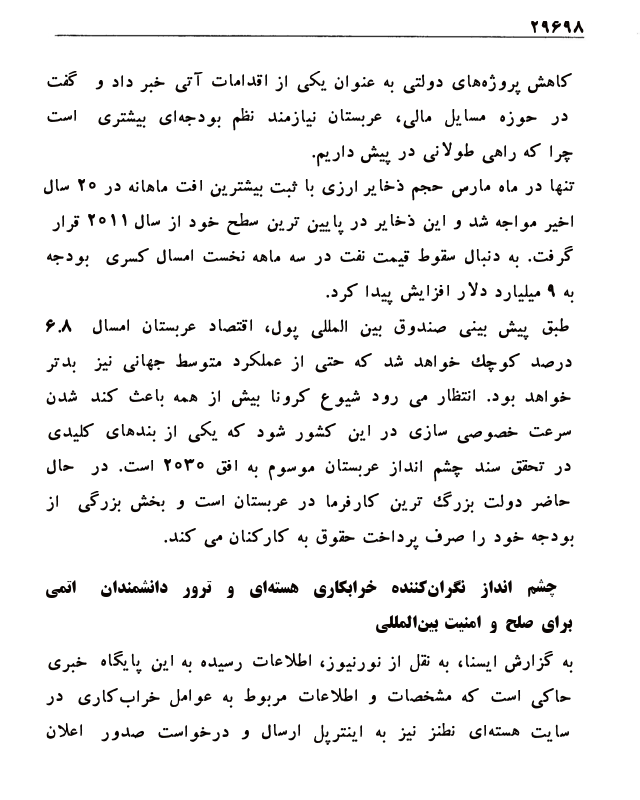 ۲۹۶۹۸
کاهش پروژه‌های دولتی به عنوان یکی از اقدامات آتی خبر داد و گفت
در حوزه مسایل مالی، عربستان نیازمند نظم بودجه‌ای بیشتری است
چرا که راهی طولانی در پیش داریم.
تنها در ماه مارس حجم ذخایر ارزی با ثبت بیشترین افت ماهانه در ۲۰ سال
اخیر مواجه شد و این ذخایر در پایین ترین سطح خود از سال ۲۰۱۱ قرار
گرفت. به دنبال سقوط قیمت نفت در سه ماهه نخست امسال کسری بودجه
به ۹ میلیارد دلار افزایش پیدا کرد.
طبق پیش بینی صندوق بین المللی پول، اقتصاد عربستان امسال ۶.۸
درصد کوچک خواهد شد که حتی از عملکرد متوسط جهانی نیز بدتر
خواهد بود. انتظار می رود شیوع کرونا بیش از همه باعث کند شدن
سرعت خصوصی سازی در این کشور شود که یکی از بندهای کلیدی
در تحقق سند چشم انداز عربستان موسوم به افق ۲۰۳۰ است. در حال
حاضر دولت بزرگ ترین کارفرما در عربستان است و بخش بزرگی از
بودجه خود را صرف پرداخت حقوق به کارکنان می کند.
چشم انداز نگران‌کننده خرابکاری هسته‌ای و ترور دانشمندان اتمی
برای صلح و امنیت بین‌المللی
به گزارش ایسنا، به نقل از نورنیوز، اطلاعات رسیده به این پایگاه خبری
حاکی است که مشخصات و اطلاعات مربوط به عوامل خراب‌کاری در
سایت هسته‌ای نطنز نیز به اینترپل ارسال و درخواست صدور اعلان